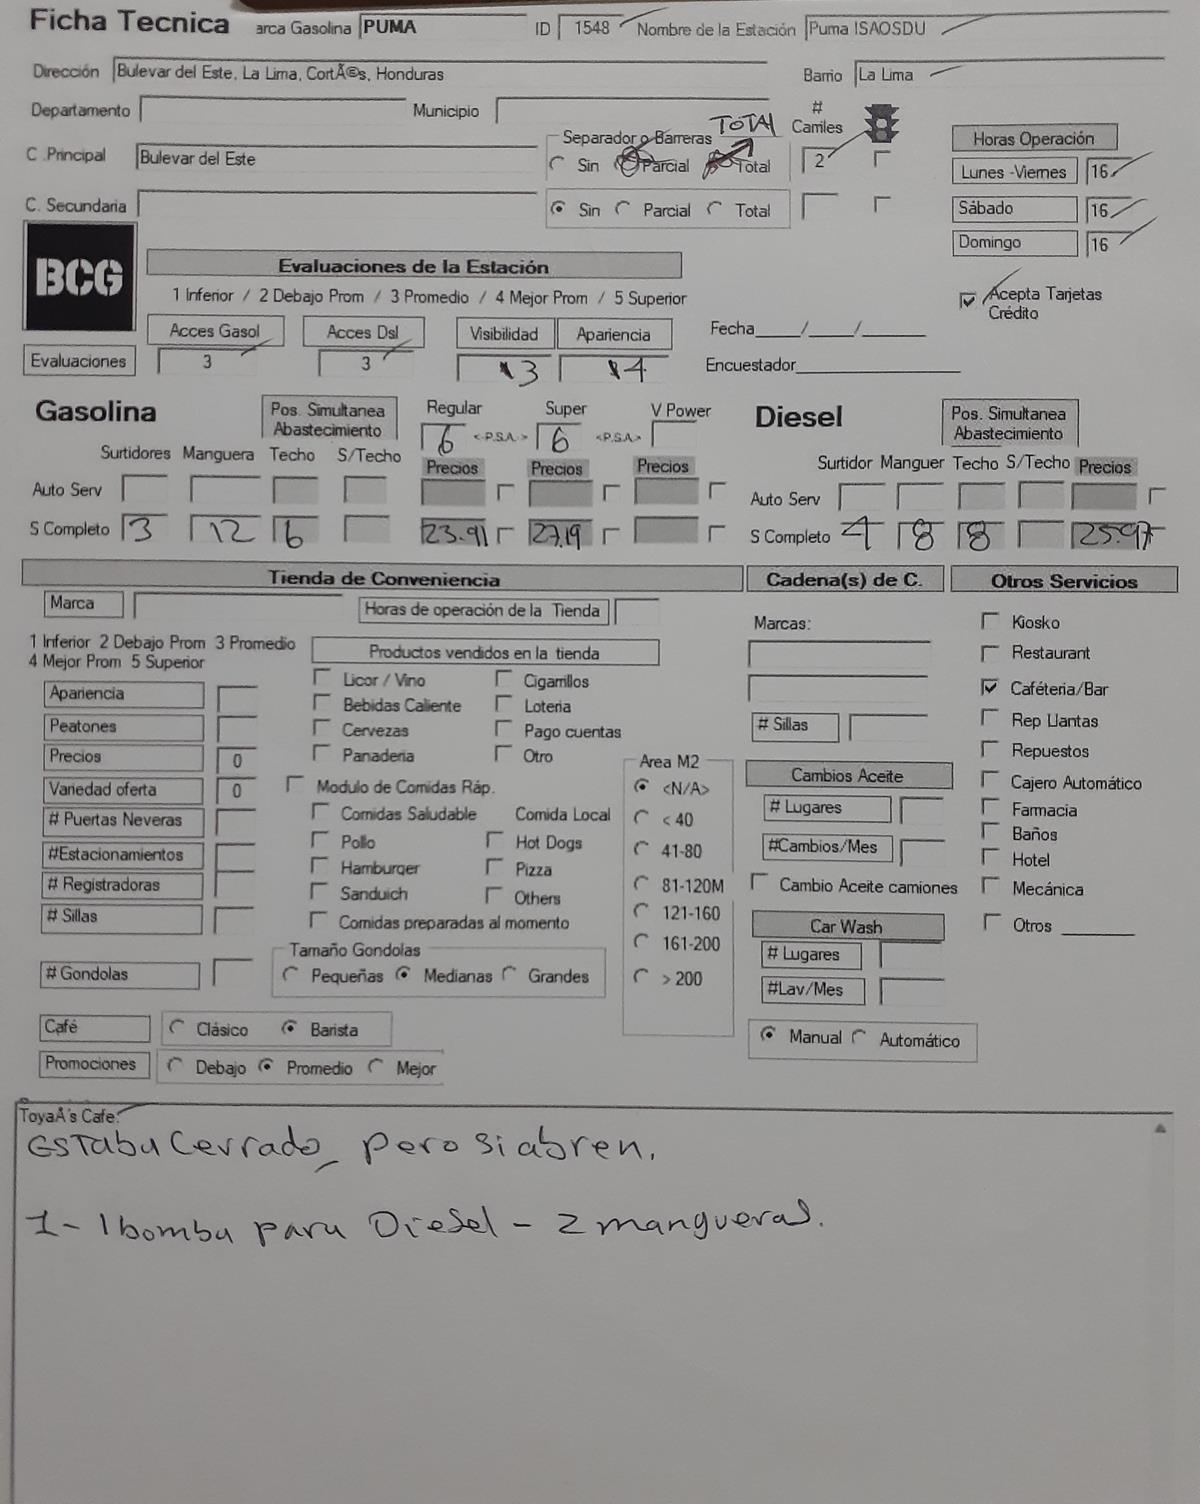 Ficha Tecnica arca Gasolina PUMA ID 1548 Nombre de la Estación Puma ISAOSDU
Dirección Bulevar del Este, La Lima, CortÃ©s, Honduras Barrio La Lima
Departamento Municipio # Carriles
Separador o Barreras TOTAL
C .Principal Bulevar del Este Sin Parcial Total 2
Horas Operación
Lunes -Viernes 16
C. Secundaria Sin Parcial Total
Sábado 16
Domingo 16
BCG
Evaluaciones de la Estación
1 Inferior / 2 Debajo Prom / 3 Promedio / 4 Mejor Prom / 5 Superior
Acepta Tarjetas
Crédito
Acces Gasol Acces Dsl Visibilidad Apariencia Fecha____/____/____
Evaluaciones 3 3 3 4 Encuestador
Gasolina Pos. Simultanea Abastecimiento Regular Super V Power
6 <-P.S.A.-> 6 <-P.S.A.->
Diesel Pos. Simultanea Abastecimiento
Surtidores Manguera Techo S/Techo Precios Precios Precios
Surtidor Manguer Techo S/Techo Precios
Auto Serv
Auto Serv
S Completo 3 12 6 23.91 27.19
S Completo 4 8 8 25.97
Tienda de Conveniencia Cadena(s) de C. Otros Servicios
Marca Horas de operación de la Tienda
1 Inferior 2 Debajo Prom 3 Promedio
4 Mejor Prom 5 Superior
Productos vendidos en la tienda
Apariencia
Peatones
Precios 0
Variedad oferta 0
# Puertas Neveras
#Estacionamientos
# Registradoras
# Sillas
# Gondolas
Licor / Vino Cigarrillos
Bebidas Caliente Loteria
Cervezas Pago cuentas
Panaderia Otro
Modulo de Comidas Ráp.
Comidas Saludable Comida Local
Pollo Hot Dogs
Hamburger Pizza
Sanduich Others
Comidas preparadas al momento
Tamaño Gondolas
Pequeñas Medianas Grandes
Area M2
<N/A>
< 40
41-80
81-120M
121-160
161-200
> 200
Marcas:
# Sillas
Cambios Aceite
# Lugares
#Cambios/Mes
Cambio Aceite camiones
Car Wash
# Lugares
#Lav/Mes
Manual Automático
Kiosko
Restaurant
Caféteria/Bar
Rep Llantas
Repuestos
Cajero Automático
Farmacia
Baños
Hotel
Mecánica
Otros
Café Clásico Barista
Promociones Debajo Promedio Mejor
ToyaÂ´s Cafe:
Estaba Cerrado, pero si abren.
1 - 1 bomba para Diesel - 2 mangueras.